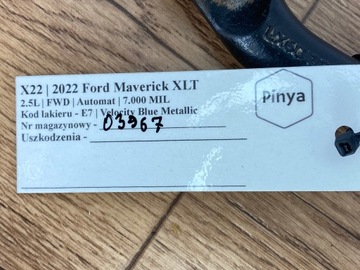 X22 | 2022 Ford Maverick XLT
2.5L | FWD | Automat | 7.000 MIL
Kod lakieru - E7 | Velocity Blue Metallic
Nr magazynowy - 03967
Uszkodzenia -
Pinya